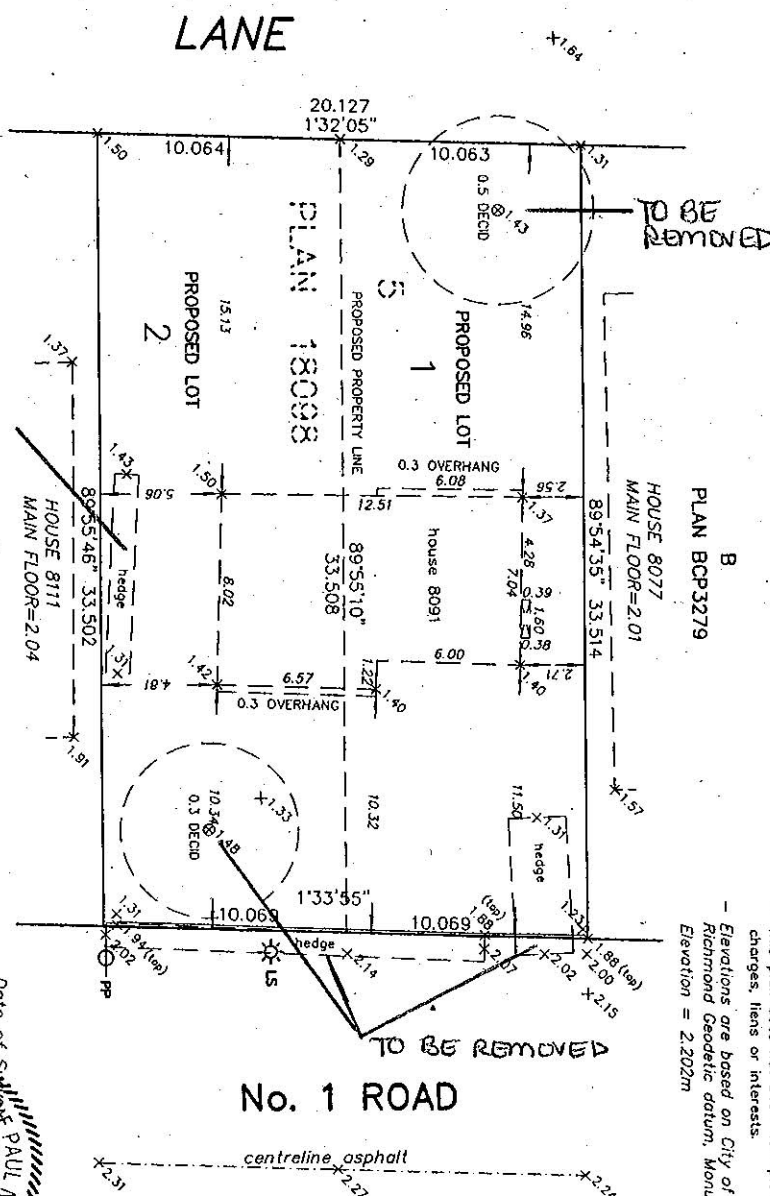 LANE
1.64
20.127
1°32'05"
1.50
10.064
1.29
10.063
1.31
0.5 DECID
1.43
TO BE
REMOVED
PLAN 18098
5
PROPOSED LOT
2
PROPOSED PROPERTY LINE
PROPOSED LOT
1
15.13
14.96
B
PLAN BCP3279
HOUSE 8077
MAIN FLOOR=2.01
1.37
1.43
1.50
0.3 OVERHANG
6.08
1.37
2.56
5.06
12.51
89°55'46" 33.502
HOUSE 8111
MAIN FLOOR=2.04
hedge
8.02
89°55'10"
33.508
house 8091
4.28
7.04
0.39
1.50
0.38
89°54'35" 33.514
1.31
4.81
1.42
6.57
0.3 OVERHANG
1.22
6.00
1.40
1.40
2.71
1.91
1.57
1.33
10.34
1.48
0.3 DECID
10.32
11.50
1.31
hedge
1°33'55"
1.31
10.069
10.069
1.88
(top)
1.23
1.94 (top)
2.02
hedge
2.14
2.07
2.02
1.88 (top)
2.00
2.15
PP
LS
TO BE REMOVED
No. 1 ROAD
centreline asphalt
2.31
2.27
charges, liens or interests.
- Elevations are based on City of
Richmond Geodetic datum,
Elevation = 2.202m
Date of
PAUL